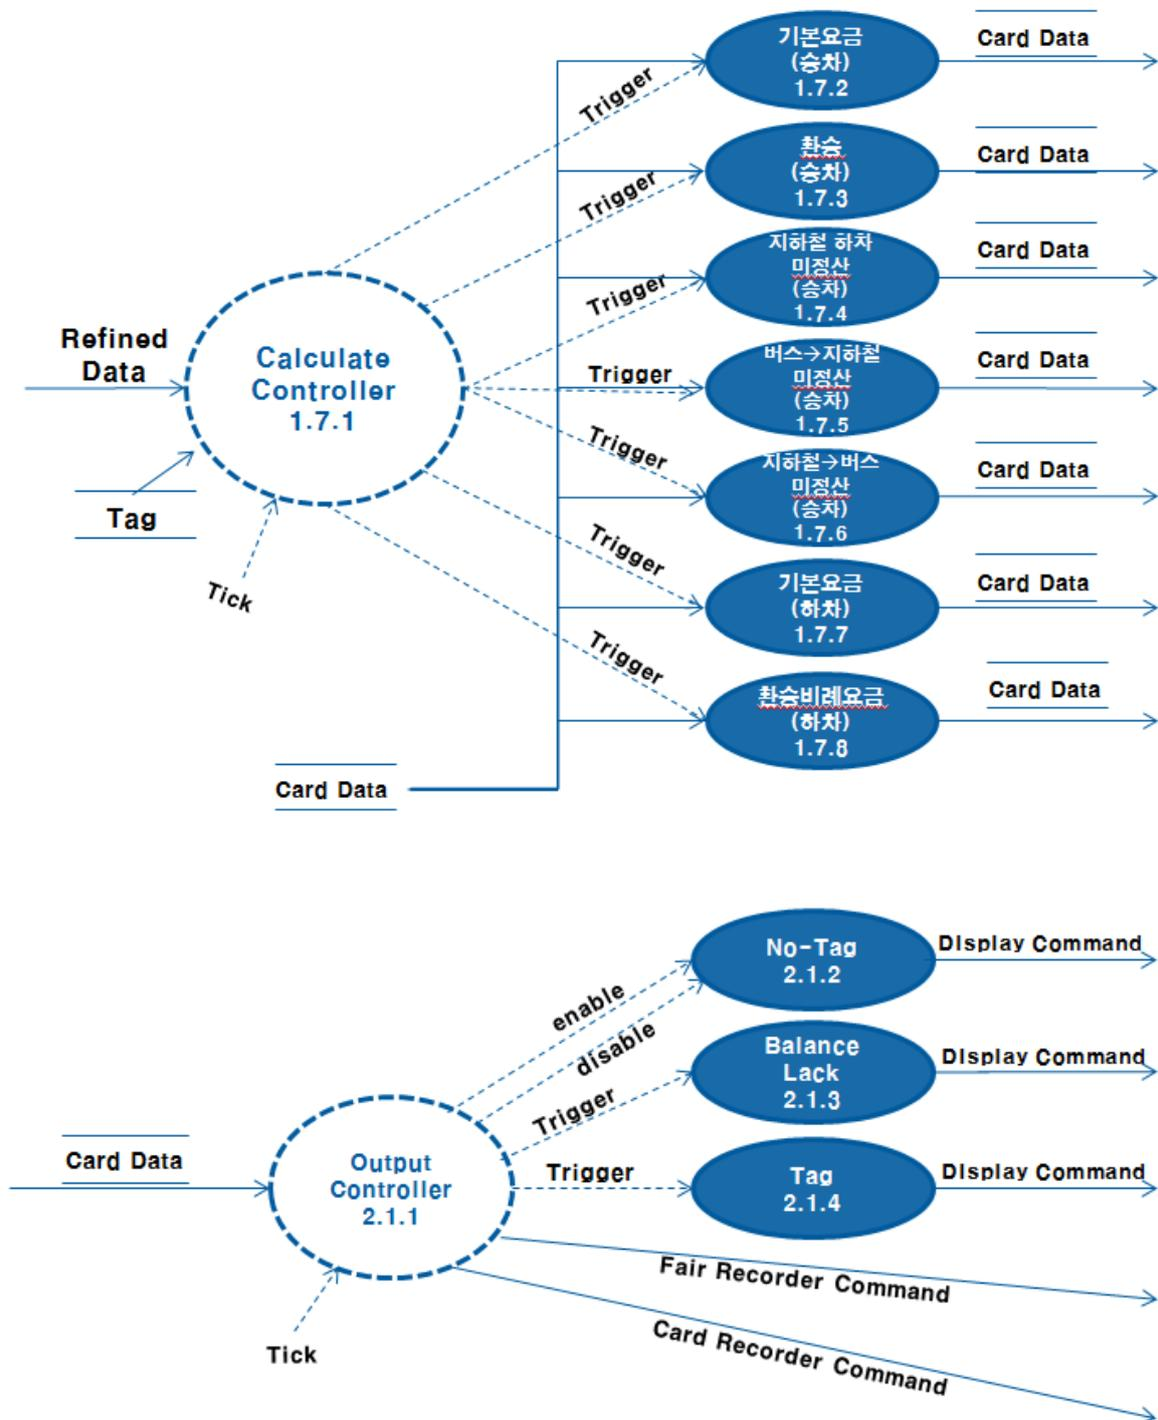 기본요금
(승차)
1.7.2
Card Data
Trigger
환승
(승차)
1.7.3
Card Data
Trigger
지하철 하차
미정산
(승차)
1.7.4
Card Data
Trigger
Refined
Data
Calculate
Controller
1.7.1
버스→지하철
미정산
(승차)
1.7.5
Card Data
Trigger
지하철→버스
미정산
(승차)
1.7.6
Card Data
Trigger
Tag
Tick
기본요금
(하차)
1.7.7
Card Data
Trigger
환승비례요금
(하차)
1.7.8
Card Data
Trigger
Card Data
No-Tag
2.1.2
DIsplay Command
enable
disable
Balance
Lack
2.1.3
DIsplay Command
Trigger
Card Data
Output
Controller
2.1.1
Trigger
Tag
2.1.4
DIsplay Command
Fair Recorder Command
Card Recorder Command
Tick